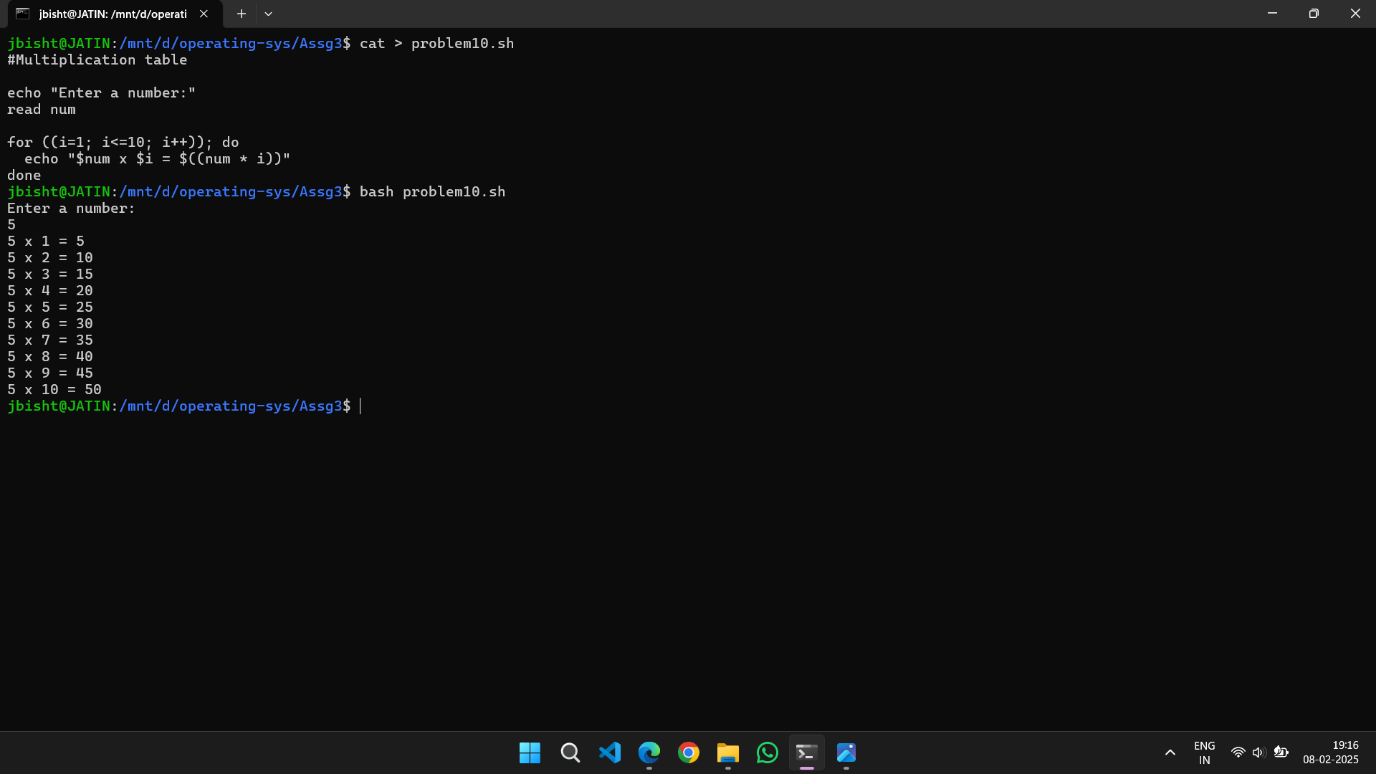 jbisht@JATIN: /mnt/d/operati
jbisht@JATIN:/mnt/d/operating-sys/Assg3$ cat > problem10.sh
#Multiplication table

echo "Enter a number:"
read num

for ((i=1; i<=10; i++)); do
  echo "$num x $i = $((num * i))"
done
jbisht@JATIN:/mnt/d/operating-sys/Assg3$ bash problem10.sh
Enter a number:
5
5 x 1 = 5
5 x 2 = 10
5 x 3 = 15
5 x 4 = 20
5 x 5 = 25
5 x 6 = 30
5 x 7 = 35
5 x 8 = 40
5 x 9 = 45
5 x 10 = 50
jbisht@JATIN:/mnt/d/operating-sys/Assg3$
ENG
IN
19:16
08-02-2025